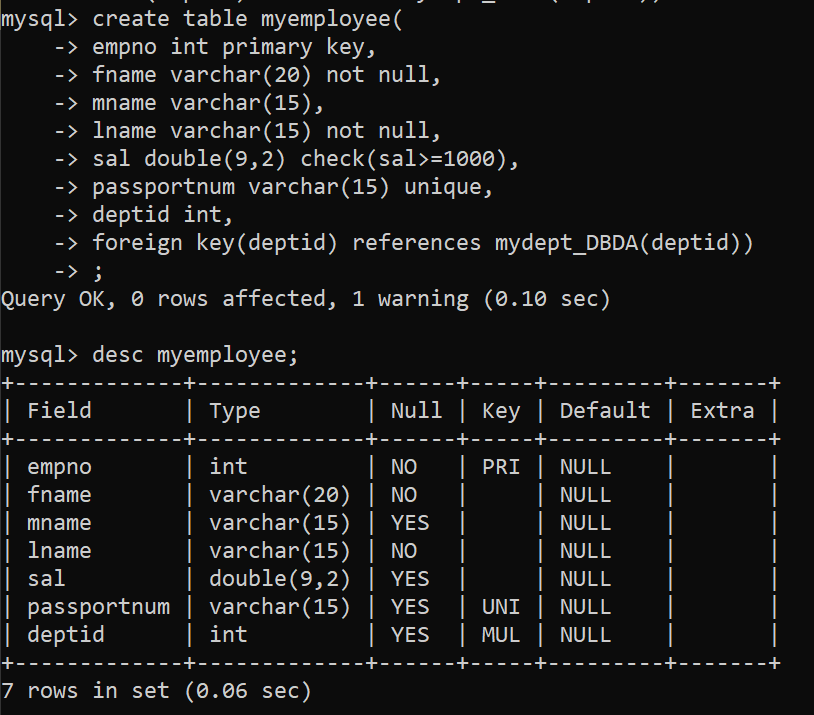 mysql> create table myemployee(
    -> empno int primary key,
    -> fname varchar(20) not null,
    -> mname varchar(15),
    -> lname varchar(15) not null,
    -> sal double(9,2) check(sal>=1000),
    -> passportnum varchar(15) unique,
    -> deptid int,
    -> foreign key(deptid) references mydept_DBDA(deptid))
    -> ;
Query OK, 0 rows affected, 1 warning (0.10 sec)

mysql> desc myemployee;
+-------------+-------------+------+-----+---------+-------+
| Field       | Type        | Null | Key | Default | Extra |
+-------------+-------------+------+-----+---------+-------+
| empno       | int         | NO   | PRI | NULL    |       |
| fname       | varchar(20) | NO   |     | NULL    |       |
| mname       | varchar(15) | YES  |     | NULL    |       |
| lname       | varchar(15) | NO   |     | NULL    |       |
| sal         | double(9,2) | YES  |     | NULL    |       |
| passportnum | varchar(15) | YES  | UNI | NULL    |       |
| deptid      | int         | YES  | MUL | NULL    |       |
+-------------+-------------+------+-----+---------+-------+
7 rows in set (0.06 sec)